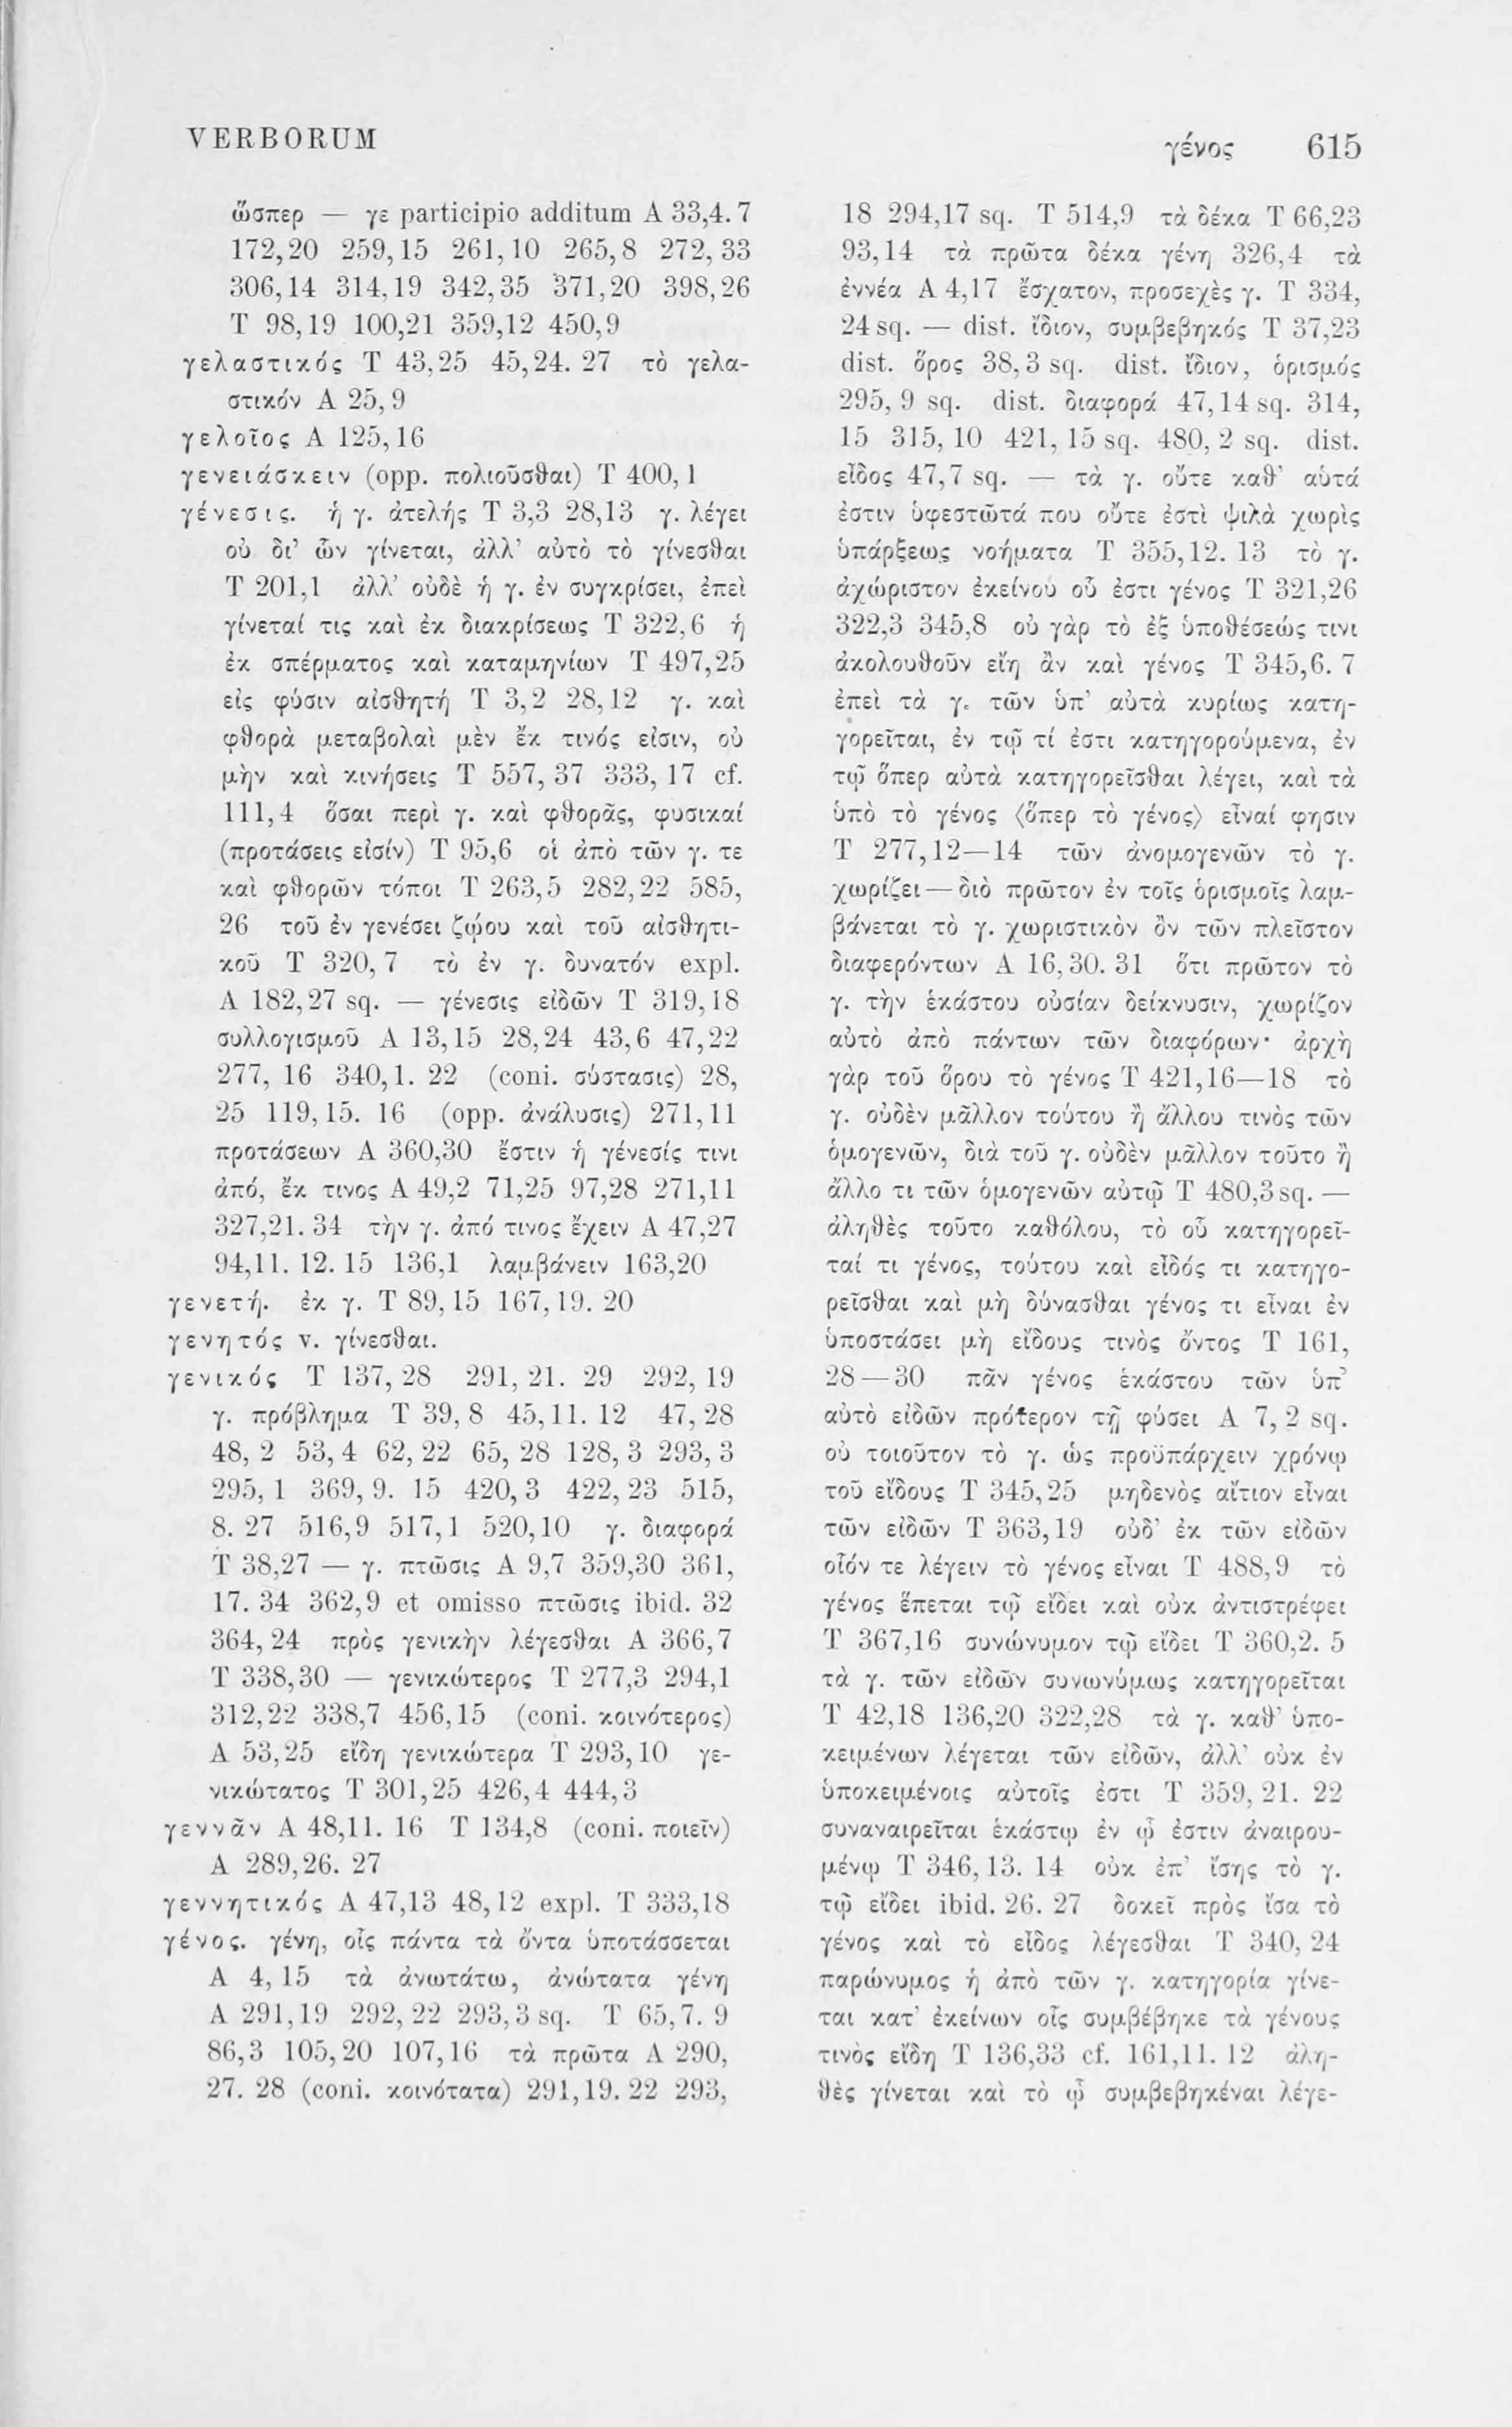 VERBORUM
γένος 615
ὥσπερ — γε participio additum A 33,4. 7
172,20 259,15 261,10 265,8 272,33
306,14 314,19 342,35 371,20 398,26
T 98,19 100,21 359,12 450,9
γελαστικός T 43,25 45,24. 27 τὸ γελα-
στικόν A 25,9
γελοῖος A 125,16
γενειάσκειν (opp. πολιοῦσθαι) T 400,1
γένεσις. ἡ γ. ἀτελής T 3,3 28,13 γ. λέγει
οὐ δι' ὧν γίνεται, ἀλλ' αὐτὸ τὸ γίνεσθαι
T 201,1 ἀλλ' οὐδὲ ἡ γ. ἐν συγκρίσει, ἐπεὶ
γίνεταί τις καὶ ἐκ διακρίσεως T 322,6 ἡ
ἐκ σπέρματος καὶ καταμηνίων T 497,25
εἰς φύσιν αἰσθητή T 3,2 28,12 γ. καὶ
φθορὰ μεταβολαὶ μὲν ἔκ τινός εἰσιν, οὐ
μὴν καὶ κινήσεις T 557,37 333,17 cf.
111,4 ὅσαι περὶ γ. καὶ φθορᾶς, φυσικαί
(προτάσεις εἰσίν) T 95,6 οἱ ἀπὸ τῶν γ. τε
καὶ φθορῶν τόποι T 263,5 282,22 585,
26 τοῦ ἐν γενέσει ζῴου καὶ τοῦ αἰσθητι-
κοῦ T 320,7 τὸ ἐν γ. δυνατόν expl.
A 182,27 sq. — γένεσις εἰδῶν T 319,18
συλλογισμοῦ A 13,15 28,24 43,6 47,22
277,16 340,1. 22 (coni. σύστασις) 28,
25 119,15. 16 (opp. ἀνάλυσις) 271,11
προτάσεων A 360,30 ἔστιν ἡ γένεσίς τινι
ἀπό, ἔκ τινος A 49,2 71,25 97,28 271,11
327,21. 34 τὴν γ. ἀπό τινος ἔχειν A 47,27
94,11. 12. 15 136,1 λαμβάνειν 163,20
γενετή. ἐκ γ. T 89,15 167,19. 20
γενητός v. γίνεσθαι.
γενικός T 137,28 291,21. 29 292,19
γ. πρόβλημα T 39,8 45,11. 12 47,28
48,2 53,4 62,22 65,28 128,3 293,3
295,1 369,9. 15 420,3 422,23 515,
8. 27 516,9 517,1 520,10 γ. διαφορά
T 38,27 — γ. πτῶσις A 9,7 359,30 361,
17. 34 362,9 et omisso πτῶσις ibid. 32
364,24 πρὸς γενικὴν λέγεσθαι A 366,7
T 338,30 — γενικώτερος T 277,3 294,1
312,22 338,7 456,15 (coni. κοινότερος)
A 53,25 εἴδη γενικώτερα T 293,10 γε-
νικώτατος T 301,25 426,4 444,3
γεννᾶν A 48,11. 16 T 134,8 (coni. ποιεῖν)
A 289,26. 27
γεννητικός A 47,13 48,12 expl. T 333,18
γένος. γένη, οἷς πάντα τὰ ὄντα ὑποτάσσεται
A 4,15 τὰ ἀνωτάτω, ἀνώτατα γένη
A 291,19 292,22 293,3 sq. T 65,7. 9
86,3 105,20 107,16 τὰ πρῶτα A 290,
27. 28 (coni. κοινότατα) 291,19. 22 293,
18 294,17 sq. T 514,9 τὰ δέκα T 66,23
93,14 τὰ πρῶτα δέκα γένη 326,4 τὰ
ἐννέα A 4,17 ἔσχατον, προσεχὲς γ. T 334,
24 sq. — dist. ἴδιον, συμβεβηκός T 37,23
dist. ὅρος 38,3 sq. dist. ἴδιον, ὁρισμός
295,9 sq. dist. διαφορά 47,14 sq. 314,
15 315,10 421,15 sq. 480,2 sq. dist.
εἶδος 47,7 sq. — τὰ γ. οὔτε καθ' αὑτά
ἐστιν ὑφεστῶτά που οὔτε ἐστὶ ψιλὰ χωρὶς
ὑπάρξεως νοήματα T 355,12. 13 τὸ γ.
ἀχώριστον ἐκείνου οὗ ἐστι γένος T 321,26
322,3 345,8 οὐ γὰρ τὸ ἐξ ὑποθέσεώς τινι
ἀκολουθοῦν εἴη ἂν καὶ γένος T 345,6. 7
ἐπεὶ τὰ γ. τῶν ὑπ' αὐτὰ κυρίως κατη-
γορεῖται, ἐν τῷ τί ἐστι κατηγορούμενα, ἐν
τῷ ὅπερ αὐτὰ κατηγορεῖσθαι λέγει, καὶ τὰ
ὑπὸ τὸ γένος ⟨ὅπερ τὸ γένος⟩ εἶναί φησιν
T 277,12—14 τῶν ἀνομογενῶν τὸ γ.
χωρίζει — διὸ πρῶτον ἐν τοῖς ὁρισμοῖς λαμ-
βάνεται τὸ γ. χωριστικὸν ὂν τῶν πλεῖστον
διαφερόντων A 16,30. 31 ὅτι πρῶτον τὸ
γ. τὴν ἑκάστου οὐσίαν δείκνυσιν, χωρίζον
αὐτὸ ἀπὸ πάντων τῶν διαφόρων· ἀρχὴ
γὰρ τοῦ ὅρου τὸ γένος T 421,16—18 τὸ
γ. οὐδὲν μᾶλλον τούτου ἢ ἄλλου τινὸς τῶν
ὁμογενῶν, διὰ τοῦ γ. οὐδὲν μᾶλλον τοῦτο ἢ
ἄλλο τι τῶν ὁμογενῶν αὐτῷ T 480,3 sq. —
ἀληθὲς τοῦτο καθόλου, τὸ οὗ κατηγορεῖ-
ταί τι γένος, τούτου καὶ εἶδός τι κατηγο-
ρεῖσθαι καὶ μὴ δύνασθαι γένος τι εἶναι ἐν
ὑποστάσει μὴ εἴδους τινὸς ὄντος T 161,
28—30 πᾶν γένος ἑκάστου τῶν ὑπ'
αὐτὸ εἰδῶν πρότερον τῇ φύσει A 7,2 sq.
οὐ τοιοῦτον τὸ γ. ὡς προϋπάρχειν χρόνῳ
τοῦ εἴδους T 345,25 μηδενὸς αἴτιον εἶναι
τῶν εἰδῶν T 363,19 οὐδ' ἐκ τῶν εἰδῶν
οἷόν τε λέγειν τὸ γένος εἶναι T 488,9 τὸ
γένος ἕπεται τῷ εἴδει καὶ οὐκ ἀντιστρέφει
T 367,16 συνώνυμον τῷ εἴδει T 360,2. 5
τὰ γ. τῶν εἰδῶν συνωνύμως κατηγορεῖται
T 42,18 136,20 322,28 τὰ γ. καθ' ὑπο-
κειμένων λέγεται τῶν εἰδῶν, ἀλλ' οὐκ ἐν
ὑποκειμένοις αὐτοῖς ἐστι T 359,21. 22
συναναιρεῖται ἑκάστῳ ἐν ᾧ ἐστιν ἀναιρου-
μένῳ T 346,13. 14 οὐκ ἐπ' ἴσης τὸ γ.
τῷ εἴδει ibid. 26. 27 δοκεῖ πρὸς ἴσα τὸ
γένος καὶ τὸ εἶδος λέγεσθαι T 340,24
παρώνυμος ἡ ἀπὸ τῶν γ. κατηγορία γίνε-
ται κατ' ἐκείνων οἷς συμβέβηκε τὰ γένους
τινὸς εἴδη T 136,33 cf. 161,11. 12 ἀλη-
θὲς γίνεται καὶ τὸ ᾧ συμβεβηκέναι λέγε-